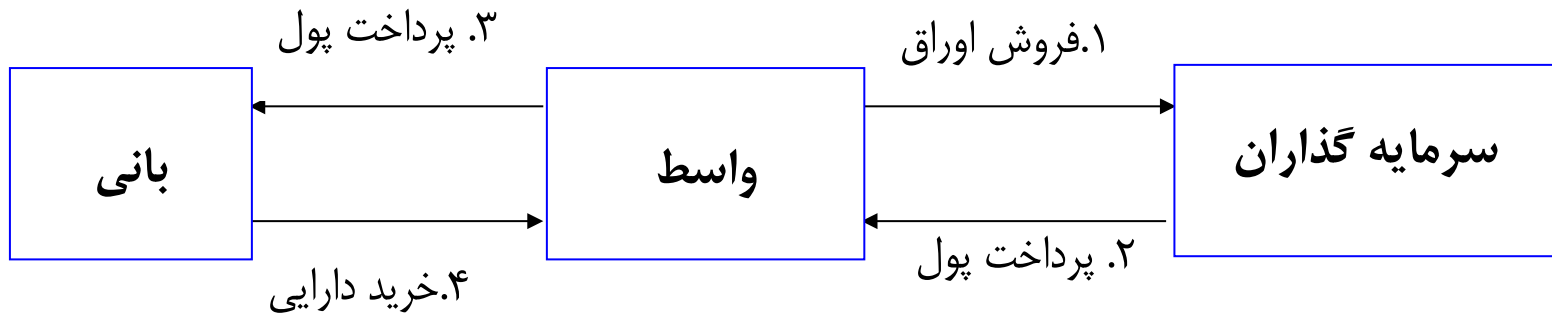 ۱.فروش اوراق
۳. پرداخت پول
سرمایه گذاران
واسط
بانی
۲. پرداخت پول
۴.خرید دارایی